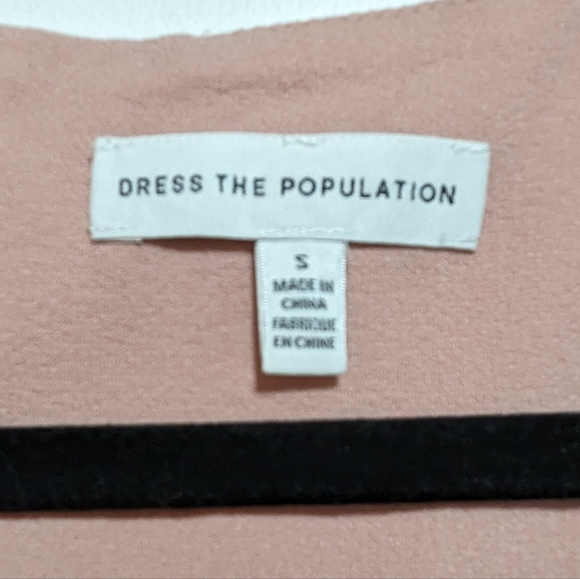 DRESS THE POPULATION
S
MADE IN
CHINA
FABRIQUE
EN CHINE